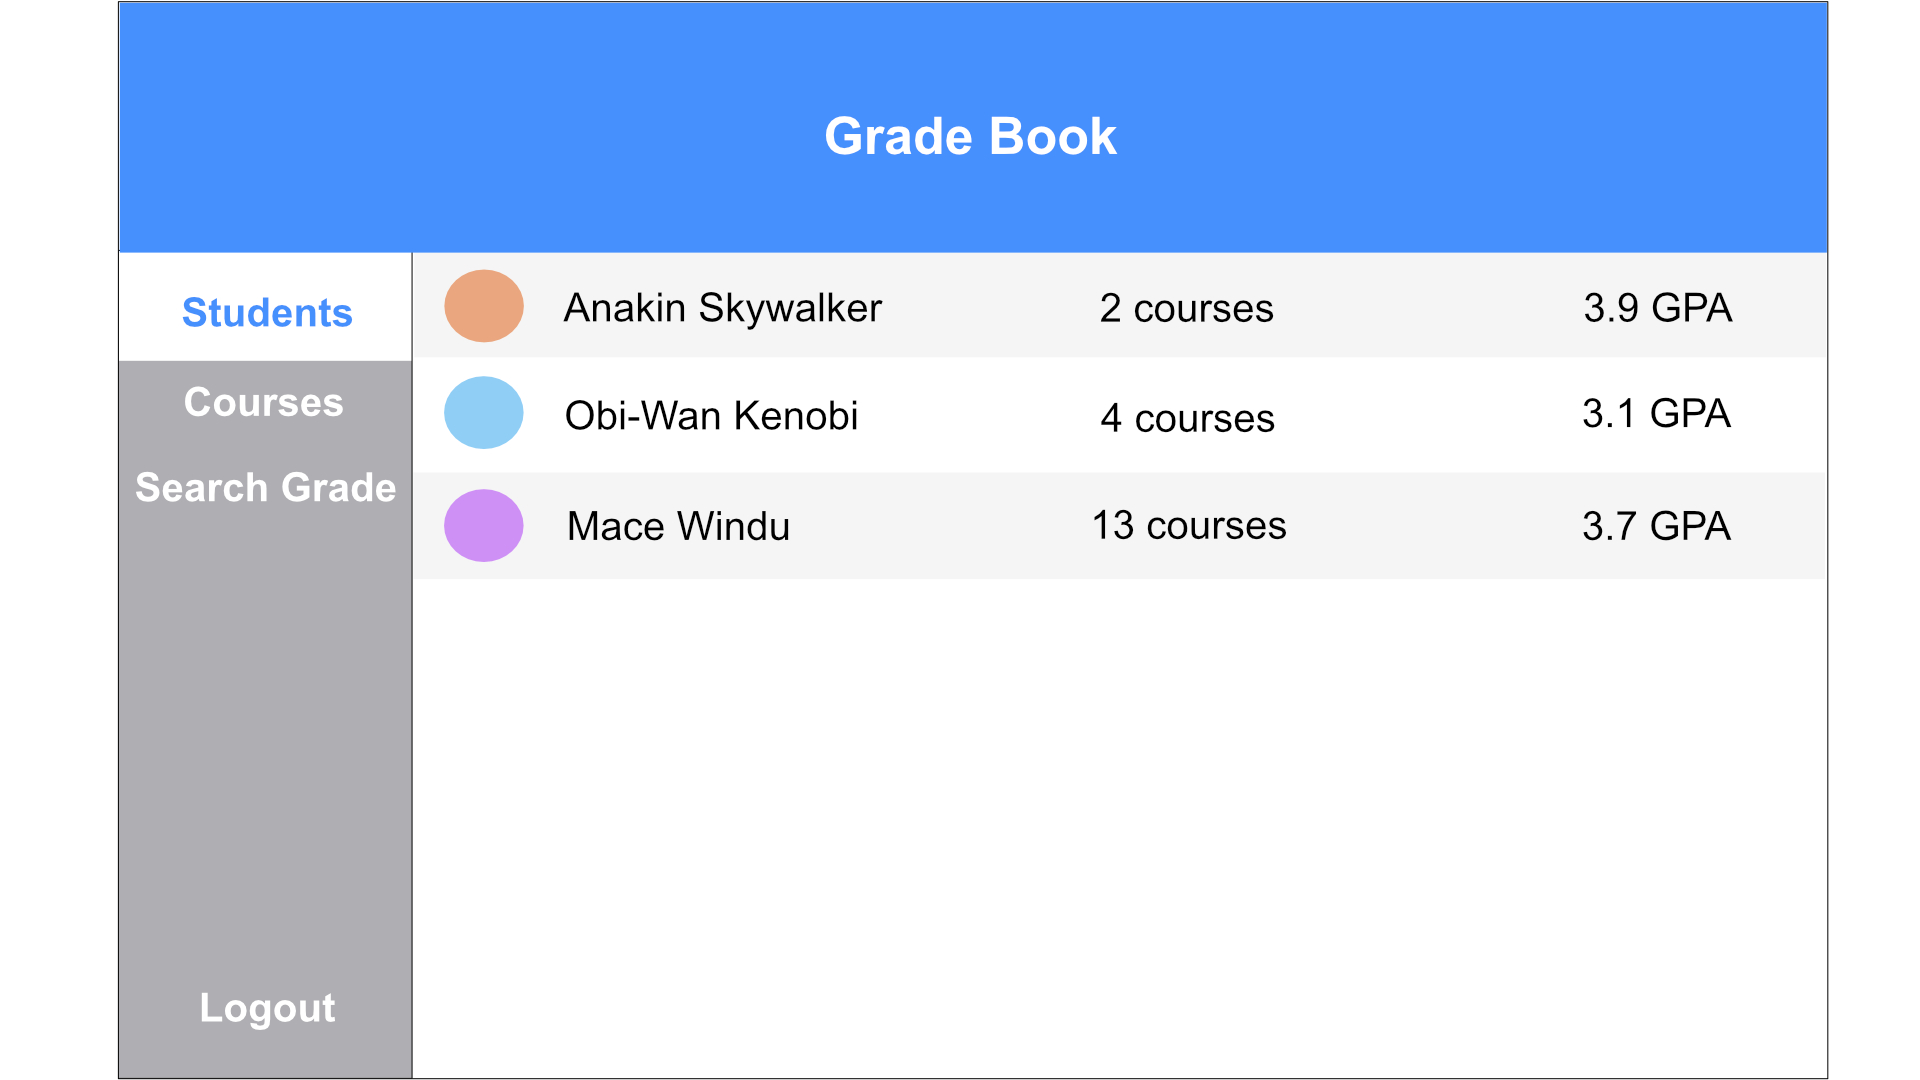 Grade Book
Students
Courses
Search Grade
Logout
Anakin Skywalker 2 courses 3.9 GPA
Obi-Wan Kenobi 4 courses 3.1 GPA
Mace Windu 13 courses 3.7 GPA